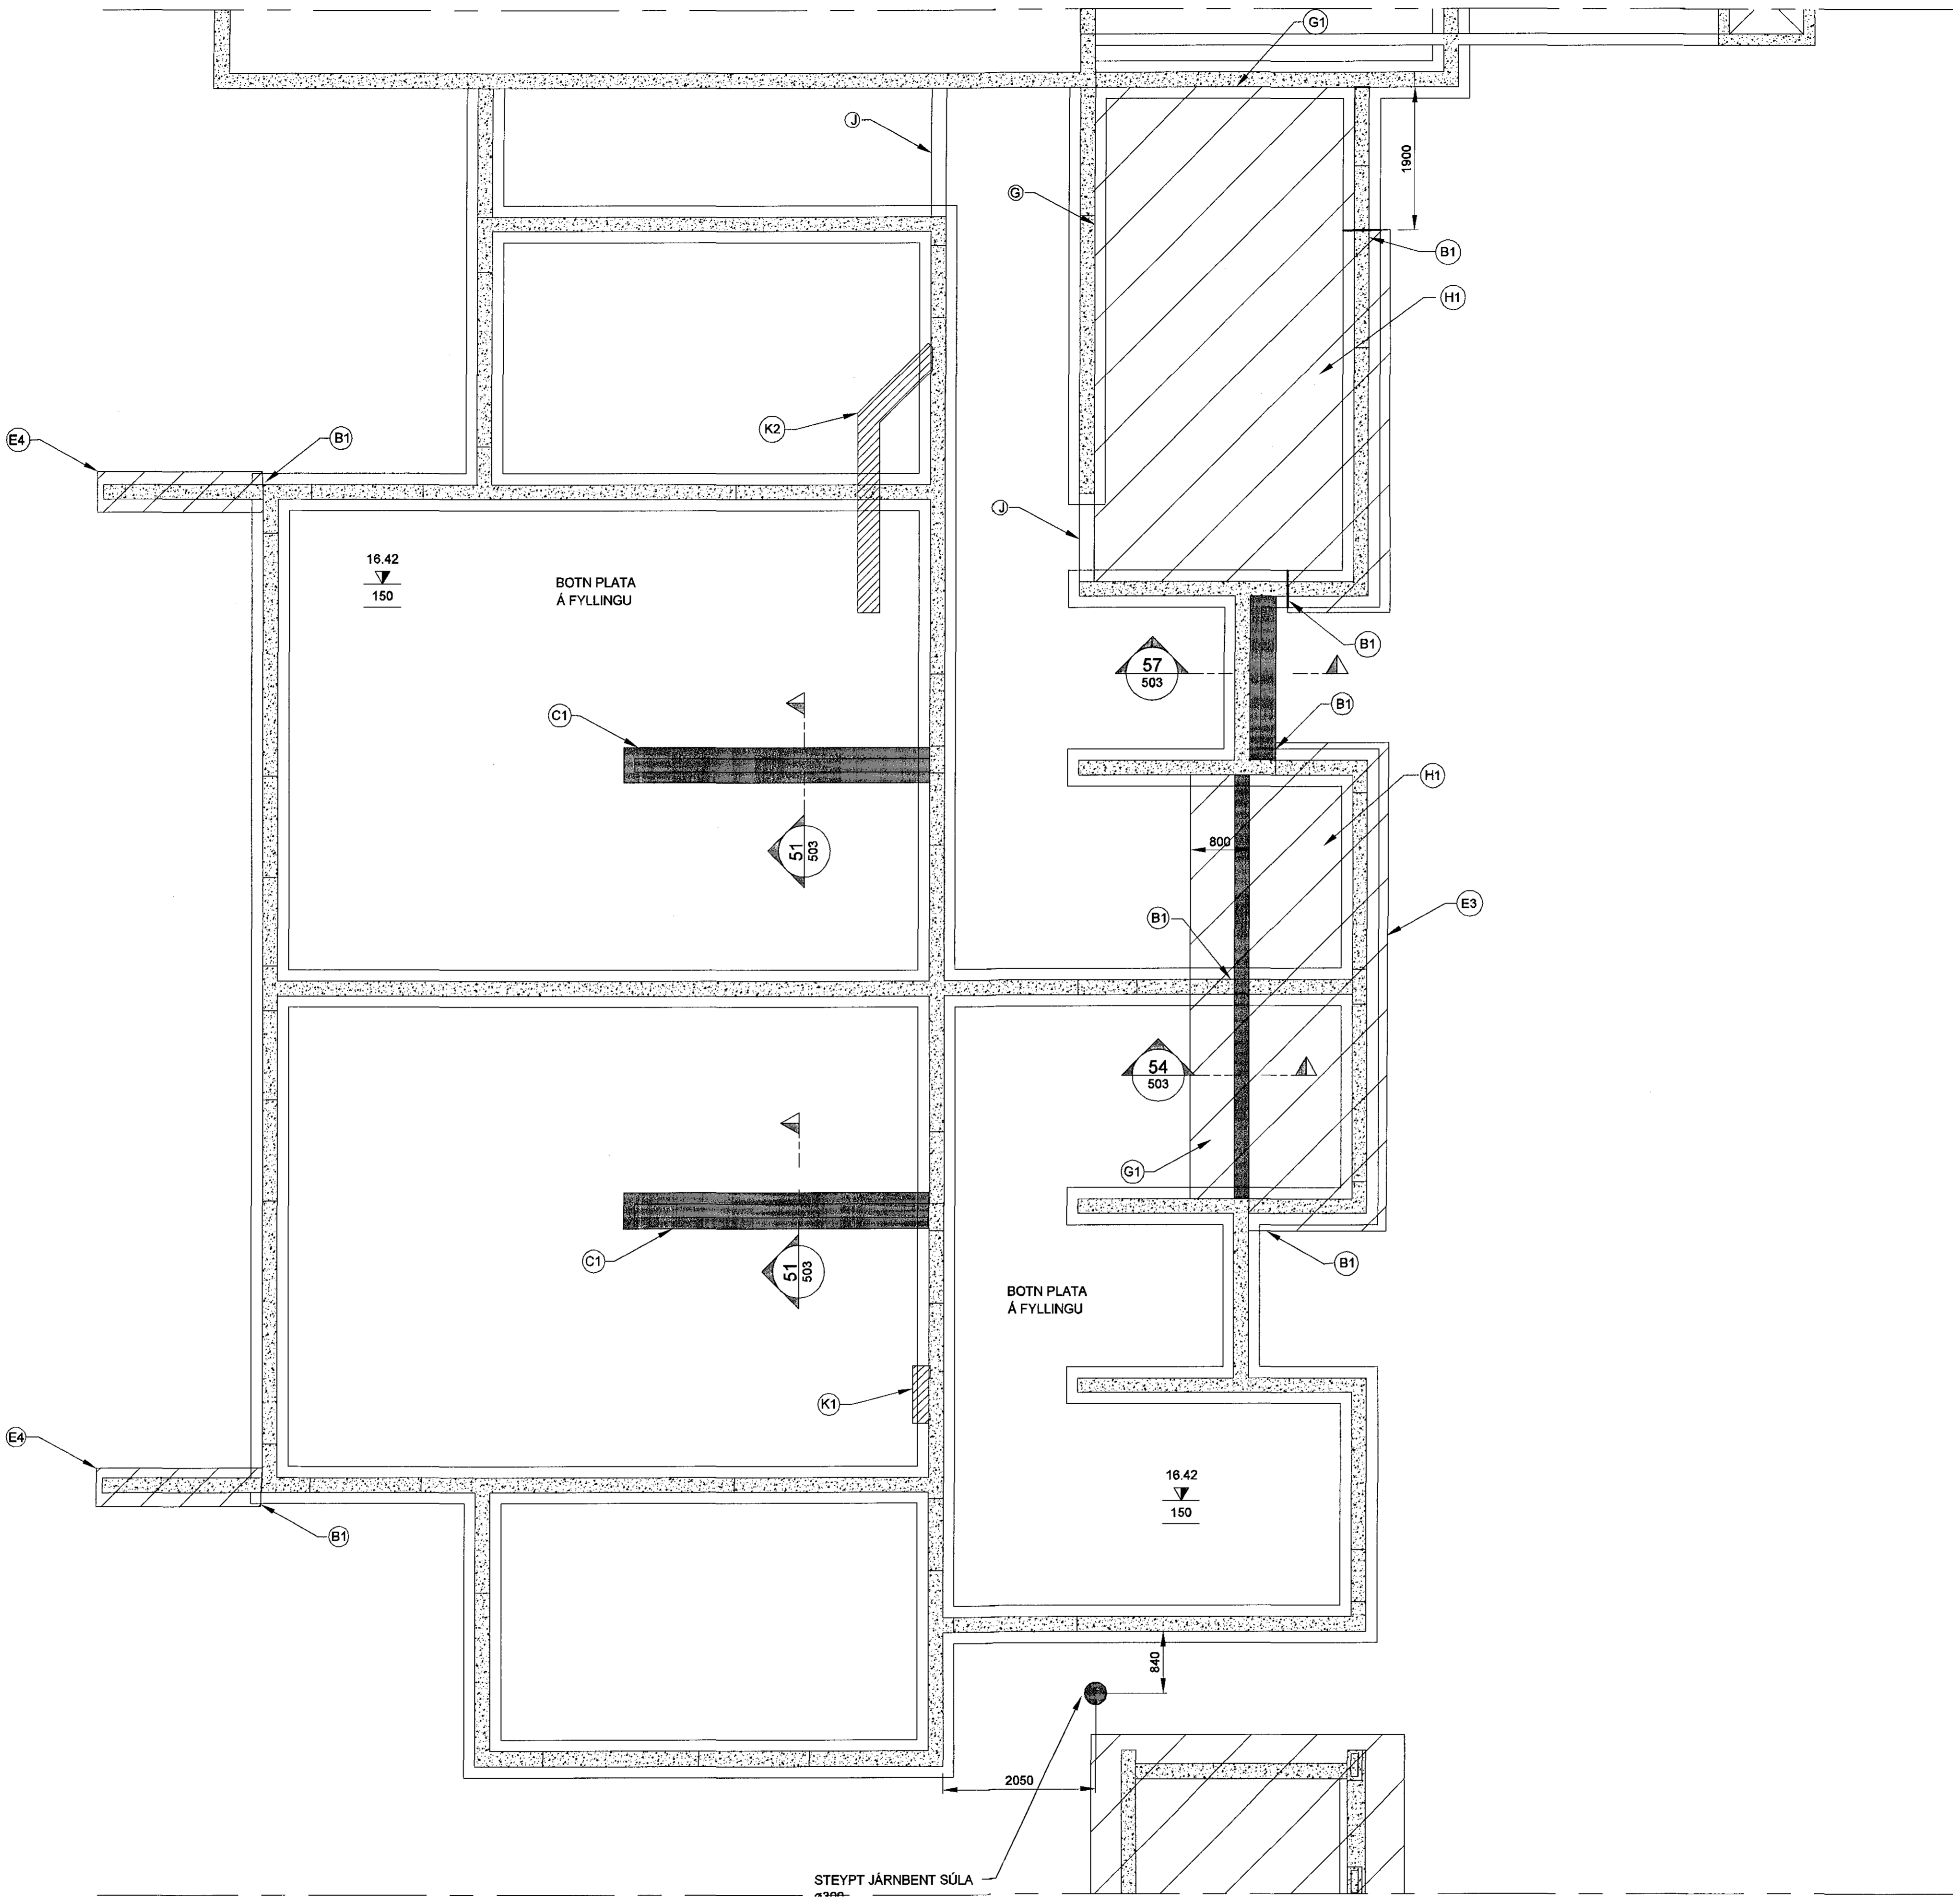 G1
J
1900
G
B1
H1
K2
E4
B1
J
16.42
150
BOTN PLATA
Á FYLLINGU
B1
57
503
B1
C1
H1
800
51
503
E3
B1
54
503
G1
C1
51
503
B1
BOTN PLATA
Á FYLLINGU
K1
E4
16.42
150
B1
840
2050
STEYPT JÁRNBENT SÚLA
ø300